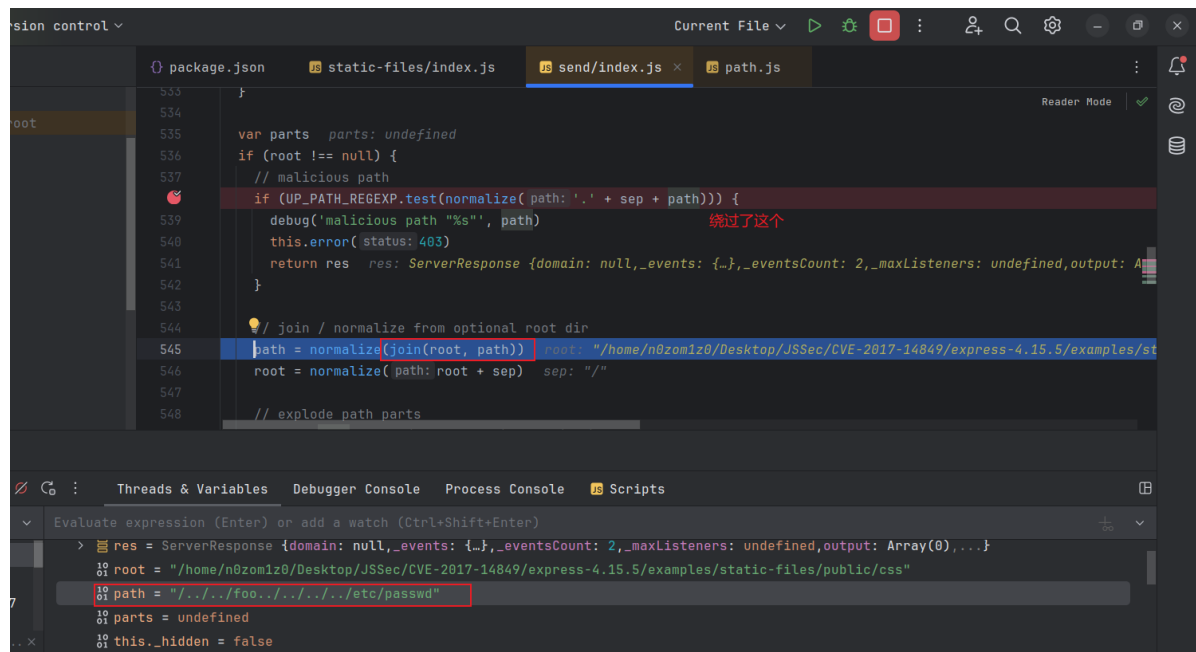 rsion control
Current File
package.json
static-files/index.js
send/index.js
path.js
Reader Mode
oot
533 }
534
535 var parts parts: undefined
536 if (root !== null) {
537 // malicious path
if (UP_PATH_REGEXP.test(normalize( path: '.' + sep + path))) {
539 debug('malicious path "%s"', path)
绕过了这个
540 this.error( status: 403)
541 return res res: ServerResponse {domain: null,_events: {…},_eventsCount: 2,_maxListeners: undefined,output: A
542 }
543
544 // join / normalize from optional root dir
545 path = normalize(join(root, path)) root: "/home/n0zom1z0/Desktop/JSSec/CVE-2017-14849/express-4.15.5/examples/st
546 root = normalize( path: root + sep) sep: "/"
547
548 // explode path parts
Threads & Variables
Debugger Console
Process Console
Scripts
Evaluate expression (Enter) or add a watch (Ctrl+Shift+Enter)
res = ServerResponse {domain: null,_events: {…},_eventsCount: 2,_maxListeners: undefined,output: Array(0),...}
root = "/home/n0zom1z0/Desktop/JSSec/CVE-2017-14849/express-4.15.5/examples/static-files/public/css"
path = "/../../foo../../../../etc/passwd"
parts = undefined
this._hidden = false